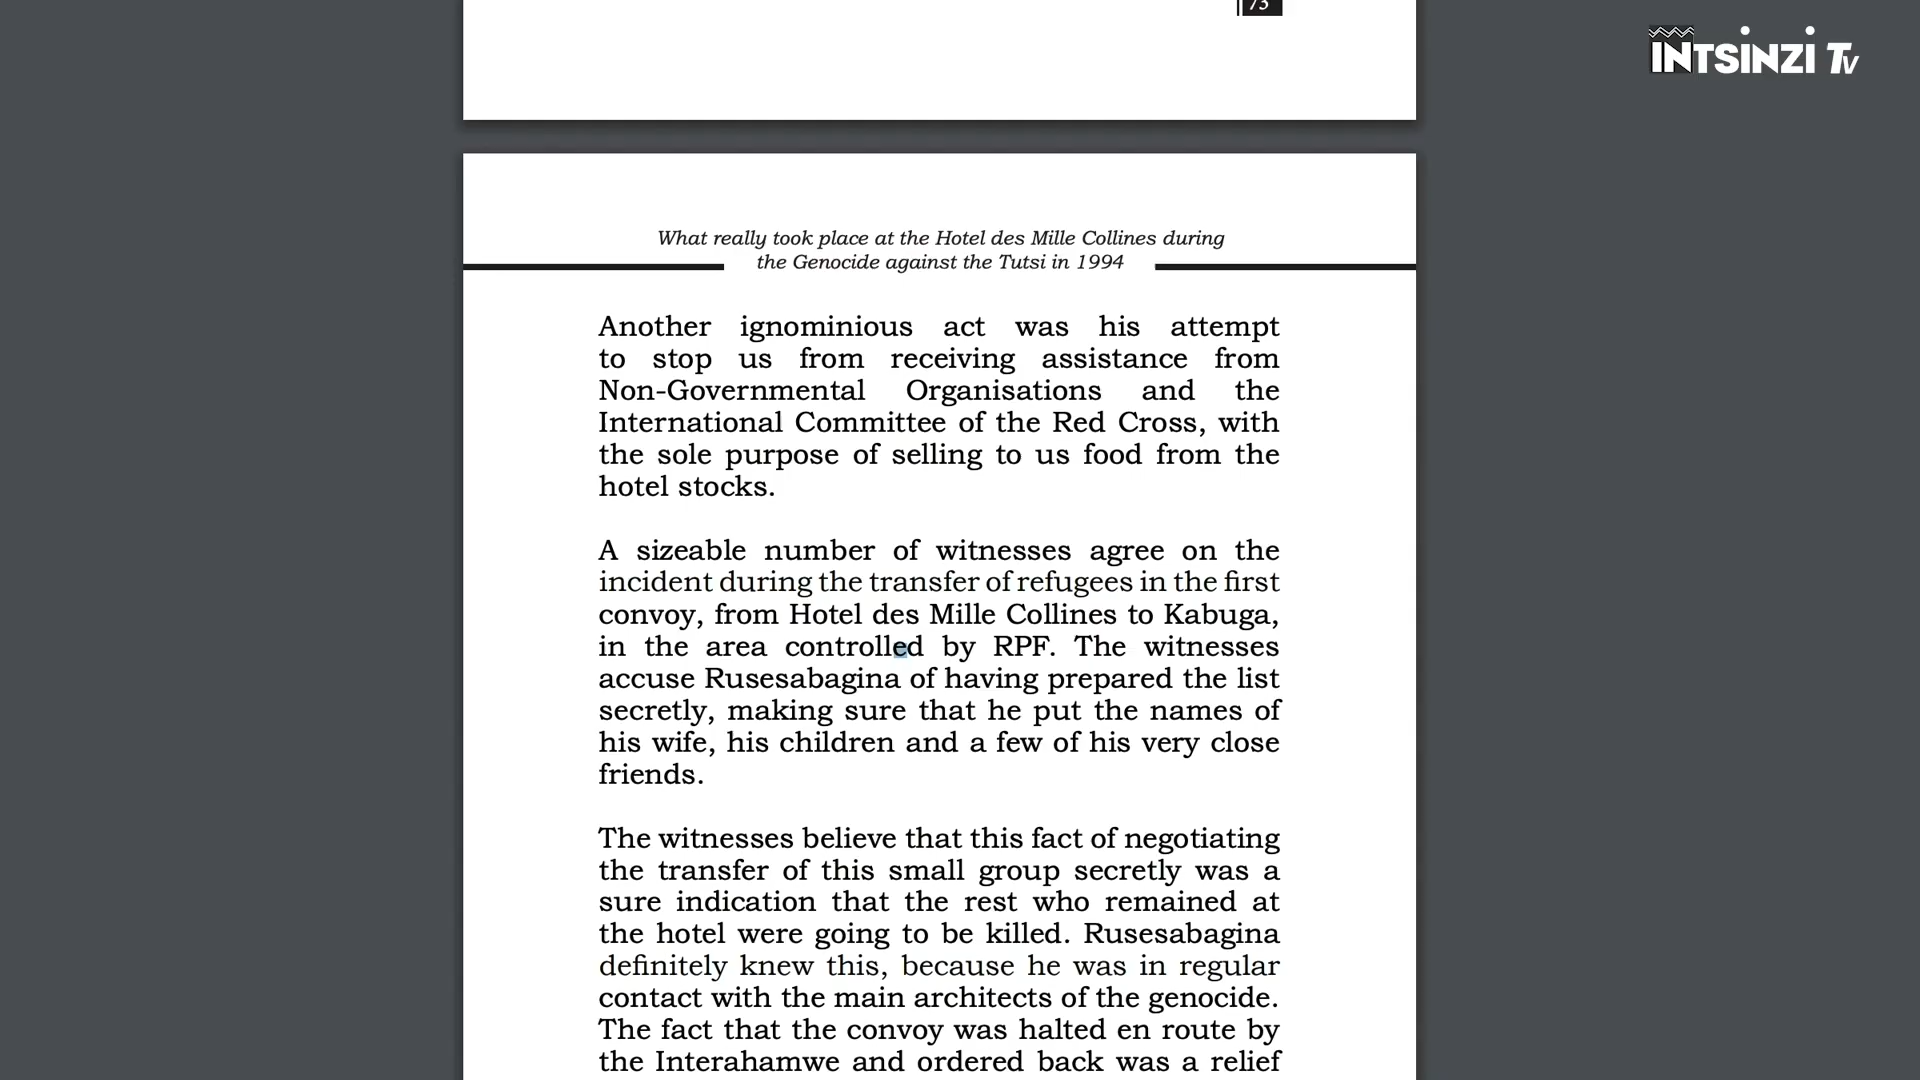 73
INTSINZI TV
What really took place at the Hotel des Mille Collines during
the Genocide against the Tutsi in 1994
Another ignominious act was his attempt
to stop us from receiving assistance from
Non-Governmental Organisations and the
International Committee of the Red Cross, with
the sole purpose of selling to us food from the
hotel stocks.
A sizeable number of witnesses agree on the
incident during the transfer of refugees in the first
convoy, from Hotel des Mille Collines to Kabuga,
in the area controlled by RPF. The witnesses
accuse Rusesabagina of having prepared the list
secretly, making sure that he put the names of
his wife, his children and a few of his very close
friends.
The witnesses believe that this fact of negotiating
the transfer of this small group secretly was a
sure indication that the rest who remained at
the hotel were going to be killed. Rusesabagina
definitely knew this, because he was in regular
contact with the main architects of the genocide.
The fact that the convoy was halted en route by
the Interahamwe and ordered back was a relief